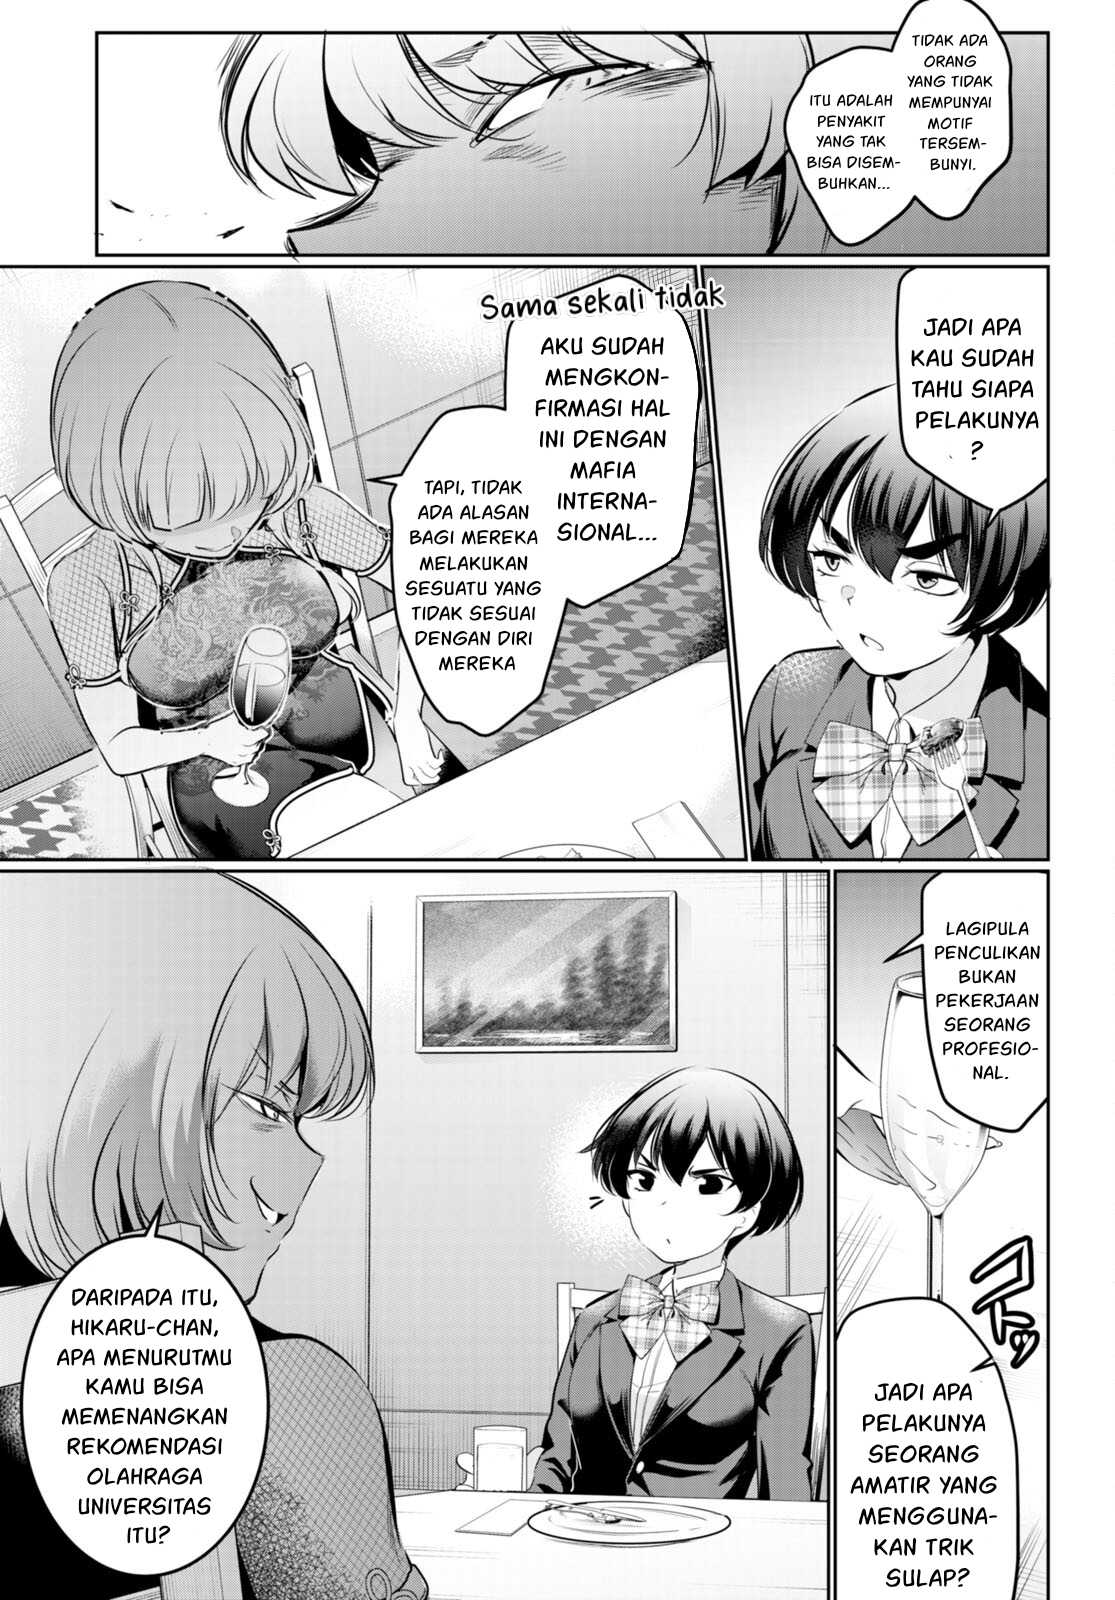 TIDAK ADA
ORANG
YANG TIDAK
MEMPUNYAI
MOTIF
TERSEM-
BUNYI.
ITU ADALAH
PENYAKIT
YANG TAK
BISA DISEM-
BUHKAN...
JADI APA
KAU SUDAH
TAHU SIAPA
PELAKUNYA
?
Sama sekali tidak
AKU SUDAH
MENGKON-
FIRMASI HAL
INI DENGAN
MAFIA
INTERNA-
SIONAL...
TAPI, TIDAK
ADA ALASAN
BAGI MEREKA
MELAKUKAN
SESUATU YANG
TIDAK SESUAI
DENGAN DIRI
MEREKA
LAGIPULA
PENCULIKAN
BUKAN
PEKERJAAN
SEORANG
PROFESIO-
NAL.
コトッ
JADI APA
PELAKUNYA
SEORANG
AMATIR YANG
MENGGUNA-
KAN TRIK
SULAP?
DARIPADA ITU,
HIKARU-CHAN,
APA MENURUTMU
KAMU BISA
MEMENANGKAN
REKOMENDASI
OLAHRAGA
UNIVERSITAS
ITU?